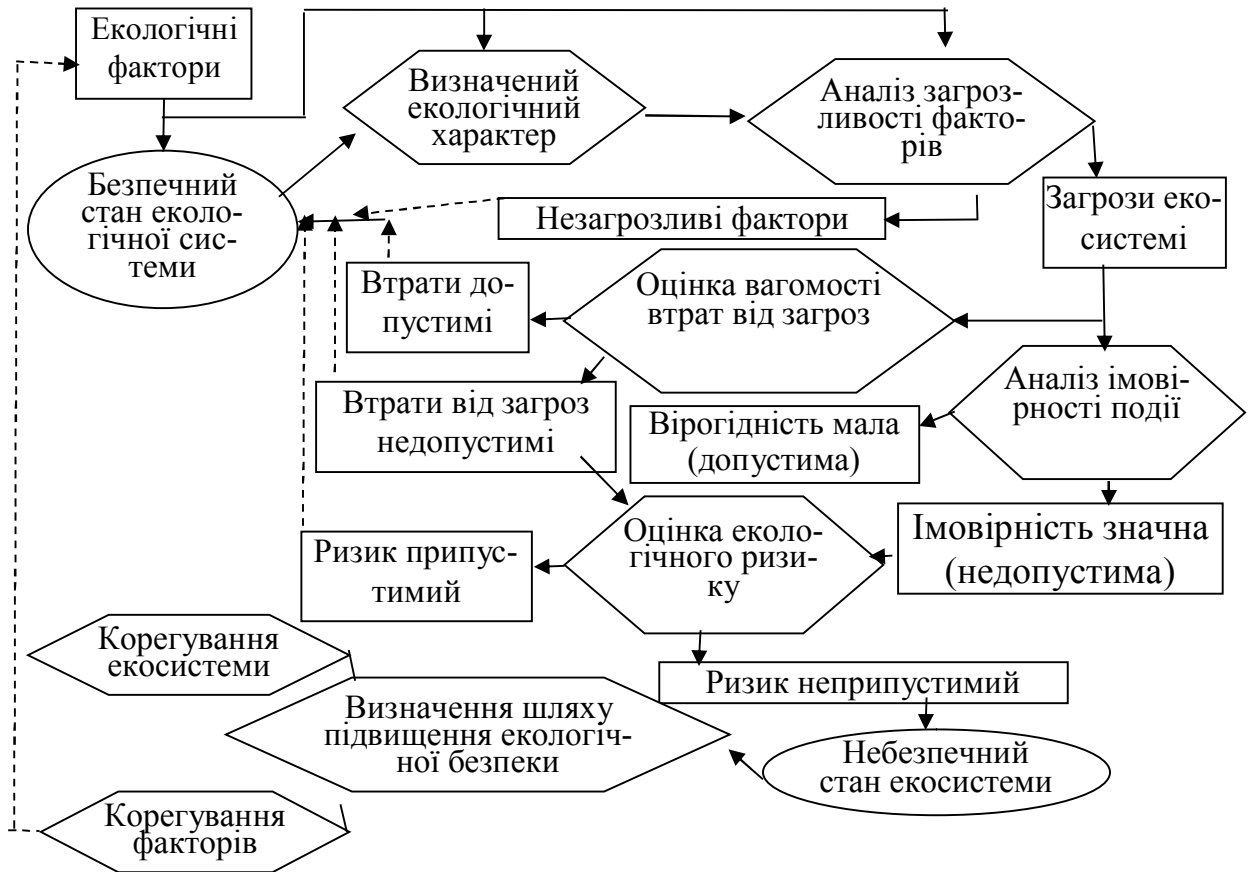 Екологічні
фактори
Визначений
екологічний
характер
Аналіз загроз-
ливості факто-
рів
Безпечний
стан еколо-
гічної сис-
теми
Незагрозливі фактори
Загрози еко-
системі
Втрати до-
пустимі
Оцінка вагомості
втрат від загроз
Втрати від загроз
недопустимі
Вірогідність мала
(допустима)
Аналіз імові-
рності події
Ризик припус-
тимий
Оцінка еколо-
гічного ризи-
ку
Імовірність значна
(недопустима)
Корегування
екосистеми
Ризик неприпустимий
Визначення шляху
підвищення екологіч-
ної безпеки
Небезпечний
стан екосистеми
Корегування
факторів